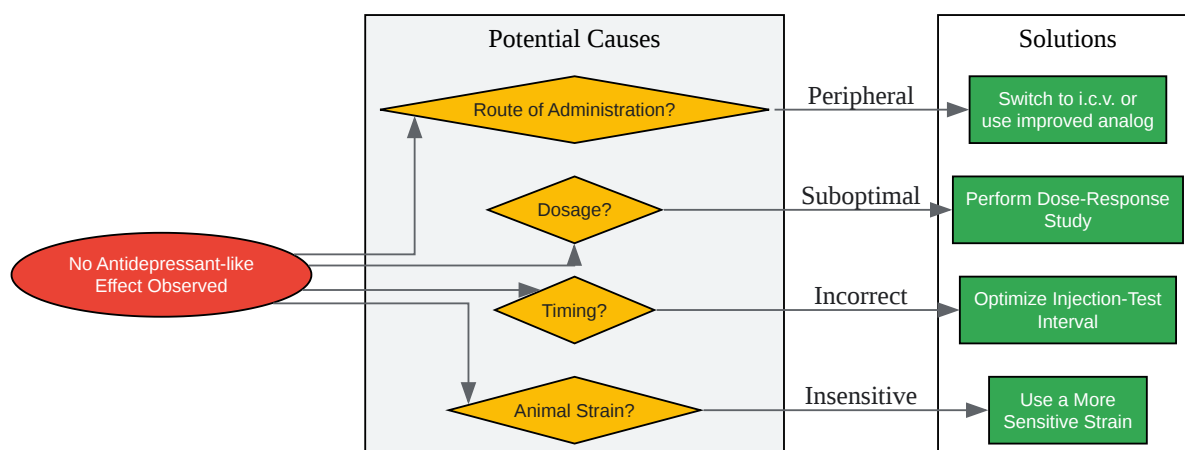 Potential Causes
Solutions
Route of Administration?
Peripheral
Switch to i.c.v. or
use improved analog
Dosage?
Suboptimal
Perform Dose-Response
Study
No Antidepressant-like
Effect Observed
Timing?
Incorrect
Optimize Injection-Test
Interval
Animal Strain?
Insensitive
Use a More
Sensitive Strain